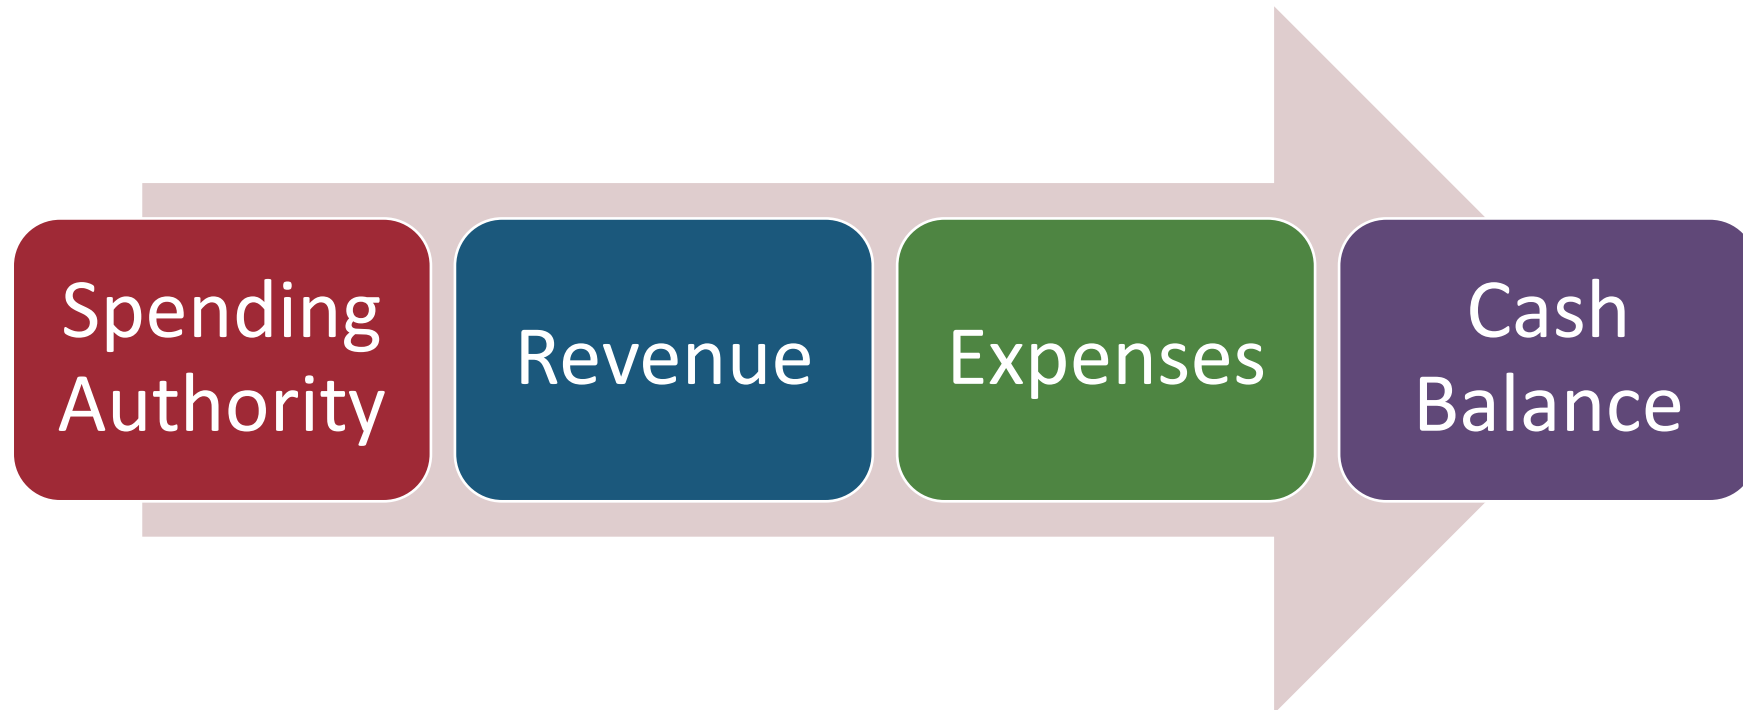 Spending
Authority
Revenue
Expenses
Cash
Balance